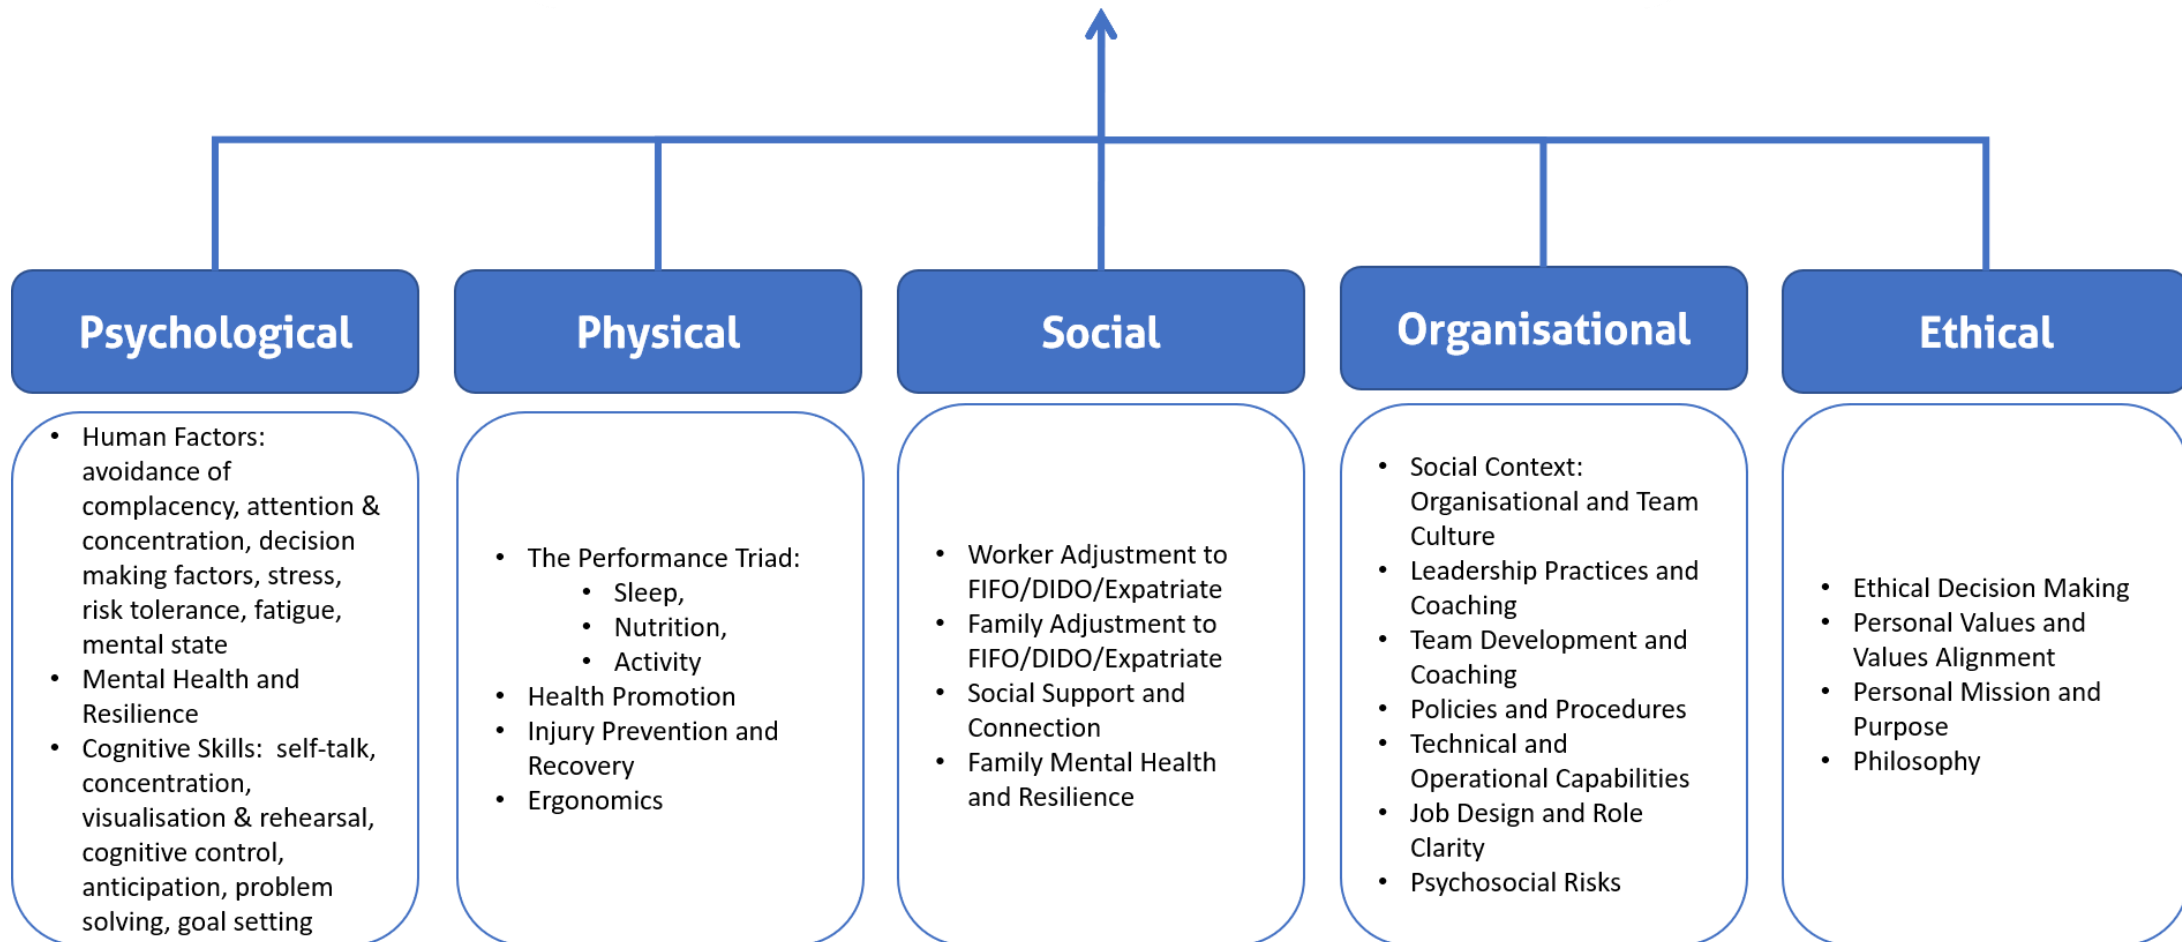 Psychological
• Human Factors:
avoidance of
complacency, attention &
concentration, decision
making factors, stress,
risk tolerance, fatigue,
mental state
• Mental Health and
Resilience
• Cognitive Skills:  self-talk,
concentration,
visualisation & rehearsal,
cognitive control,
anticipation, problem
solving, goal setting
Physical
• The Performance Triad:
• Sleep,
• Nutrition,
• Activity
• Health Promotion
• Injury Prevention and
Recovery
• Ergonomics
Social
• Worker Adjustment to
FIFO/DIDO/Expatriate
• Family Adjustment to
FIFO/DIDO/Expatriate
• Social Support and
Connection
• Family Mental Health
and Resilience
Organisational
• Social Context:
Organisational and Team
Culture
• Leadership Practices and
Coaching
• Team Development and
Coaching
• Policies and Procedures
• Technical and
Operational Capabilities
• Job Design and Role
Clarity
• Psychosocial Risks
Ethical
• Ethical Decision Making
• Personal Values and
Values Alignment
• Personal Mission and
Purpose
• Philosophy